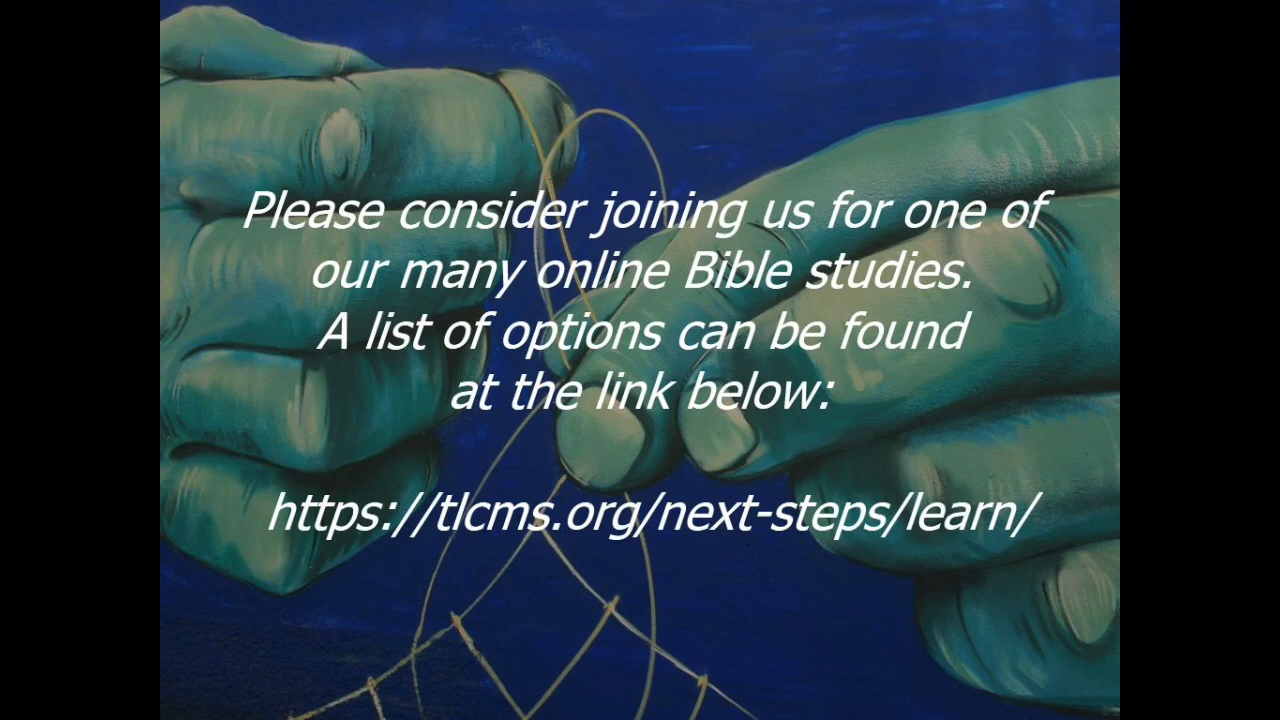 Please consider joining us for one of
our many online Bible studies.
A list of options can be found
at the link below:
https://tlcms.org/next-steps/learn/